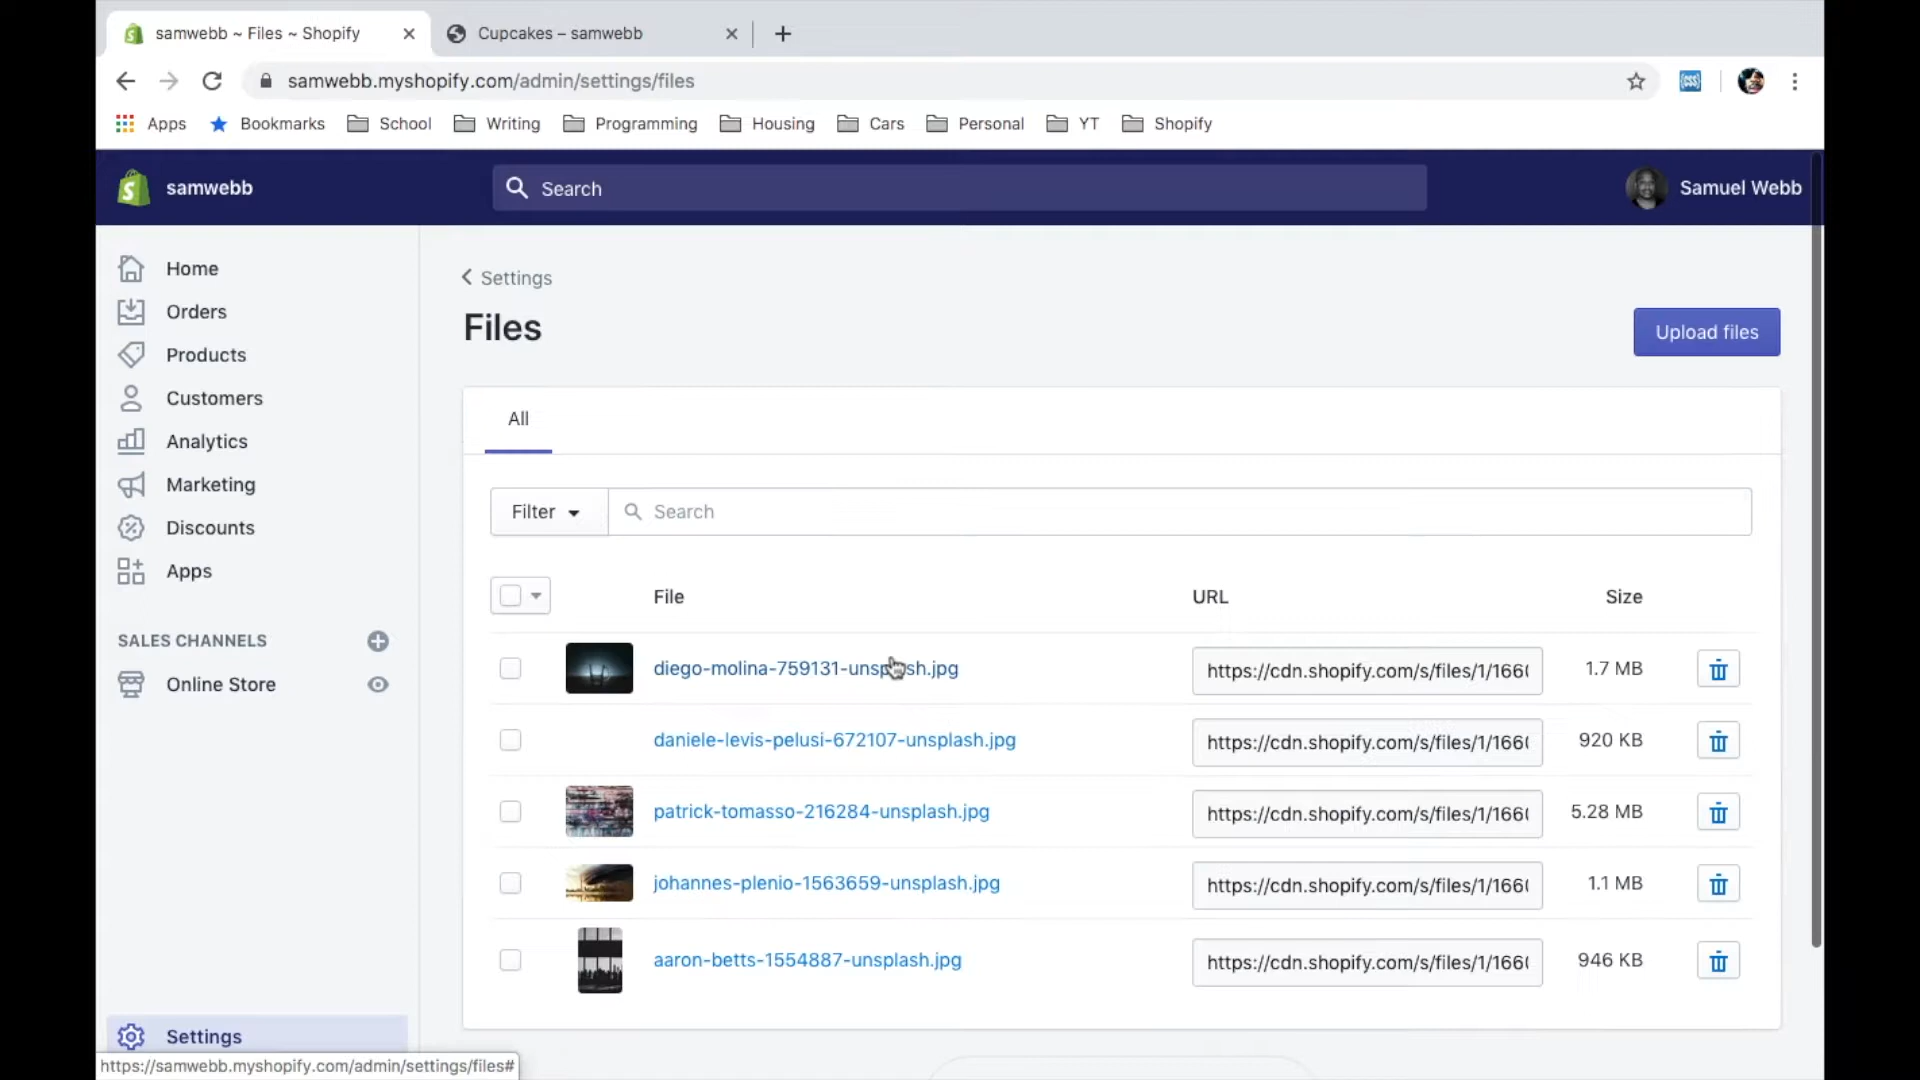 samwebb ~ Files ~ Shopify
Cupcakes – samwebb
samwebb.myshopify.com/admin/settings/files
Apps
Bookmarks
School
Writing
Programming
Housing
Cars
Personal
YT
Shopify
samwebb
Search
Samuel Webb
Home
Orders
Products
Customers
Analytics
Marketing
Discounts
Apps
SALES CHANNELS
Online Store
Settings
https://samwebb.myshopify.com/admin/settings/files#
Settings
Files
Upload files
All
Filter
Search
File URL Size
diego-molina-759131-unsplash.jpg https://cdn.shopify.com/s/files/1/166 1.7 MB
daniele-levis-pelusi-672107-unsplash.jpg https://cdn.shopify.com/s/files/1/166 920 KB
patrick-tomasso-216284-unsplash.jpg https://cdn.shopify.com/s/files/1/166 5.28 MB
johannes-plenio-1563659-unsplash.jpg https://cdn.shopify.com/s/files/1/166 1.1 MB
aaron-betts-1554887-unsplash.jpg https://cdn.shopify.com/s/files/1/166 946 KB